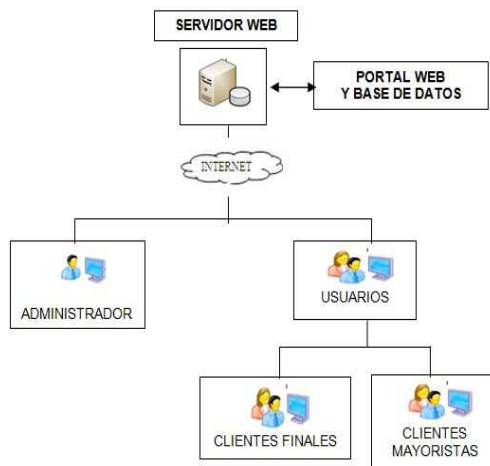 SERVIDOR WEB
PORTAL WEB
Y BASE DE DATOS
INTERNET
ADMINISTRADOR
USUARIOS
CLIENTES FINALES
CLIENTES
MAYORISTAS